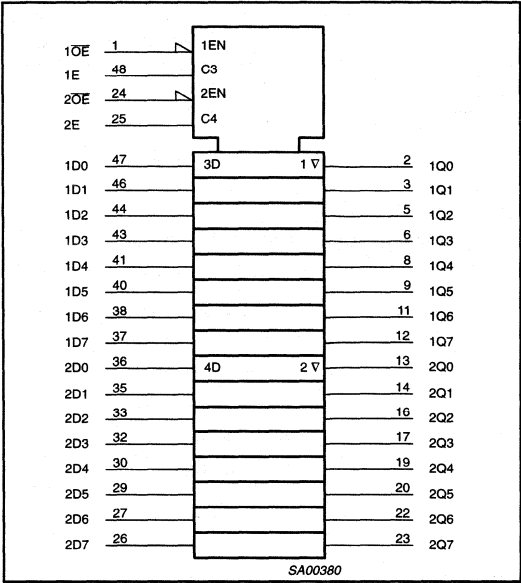 1OE 1 1EN
1E 48 C3
2OE 24 2EN
2E 25 C4
1D0 47 3D 1 ∇ 2 1Q0
1D1 46 3 1Q1
1D2 44 5 1Q2
1D3 43 6 1Q3
1D4 41 8 1Q4
1D5 40 9 1Q5
1D6 38 11 1Q6
1D7 37 12 1Q7
2D0 36 4D 2 ∇ 13 2Q0
2D1 35 14 2Q1
2D2 33 16 2Q2
2D3 32 17 2Q3
2D4 30 19 2Q4
2D5 29 20 2Q5
2D6 27 22 2Q6
2D7 26 23 2Q7
SA00380